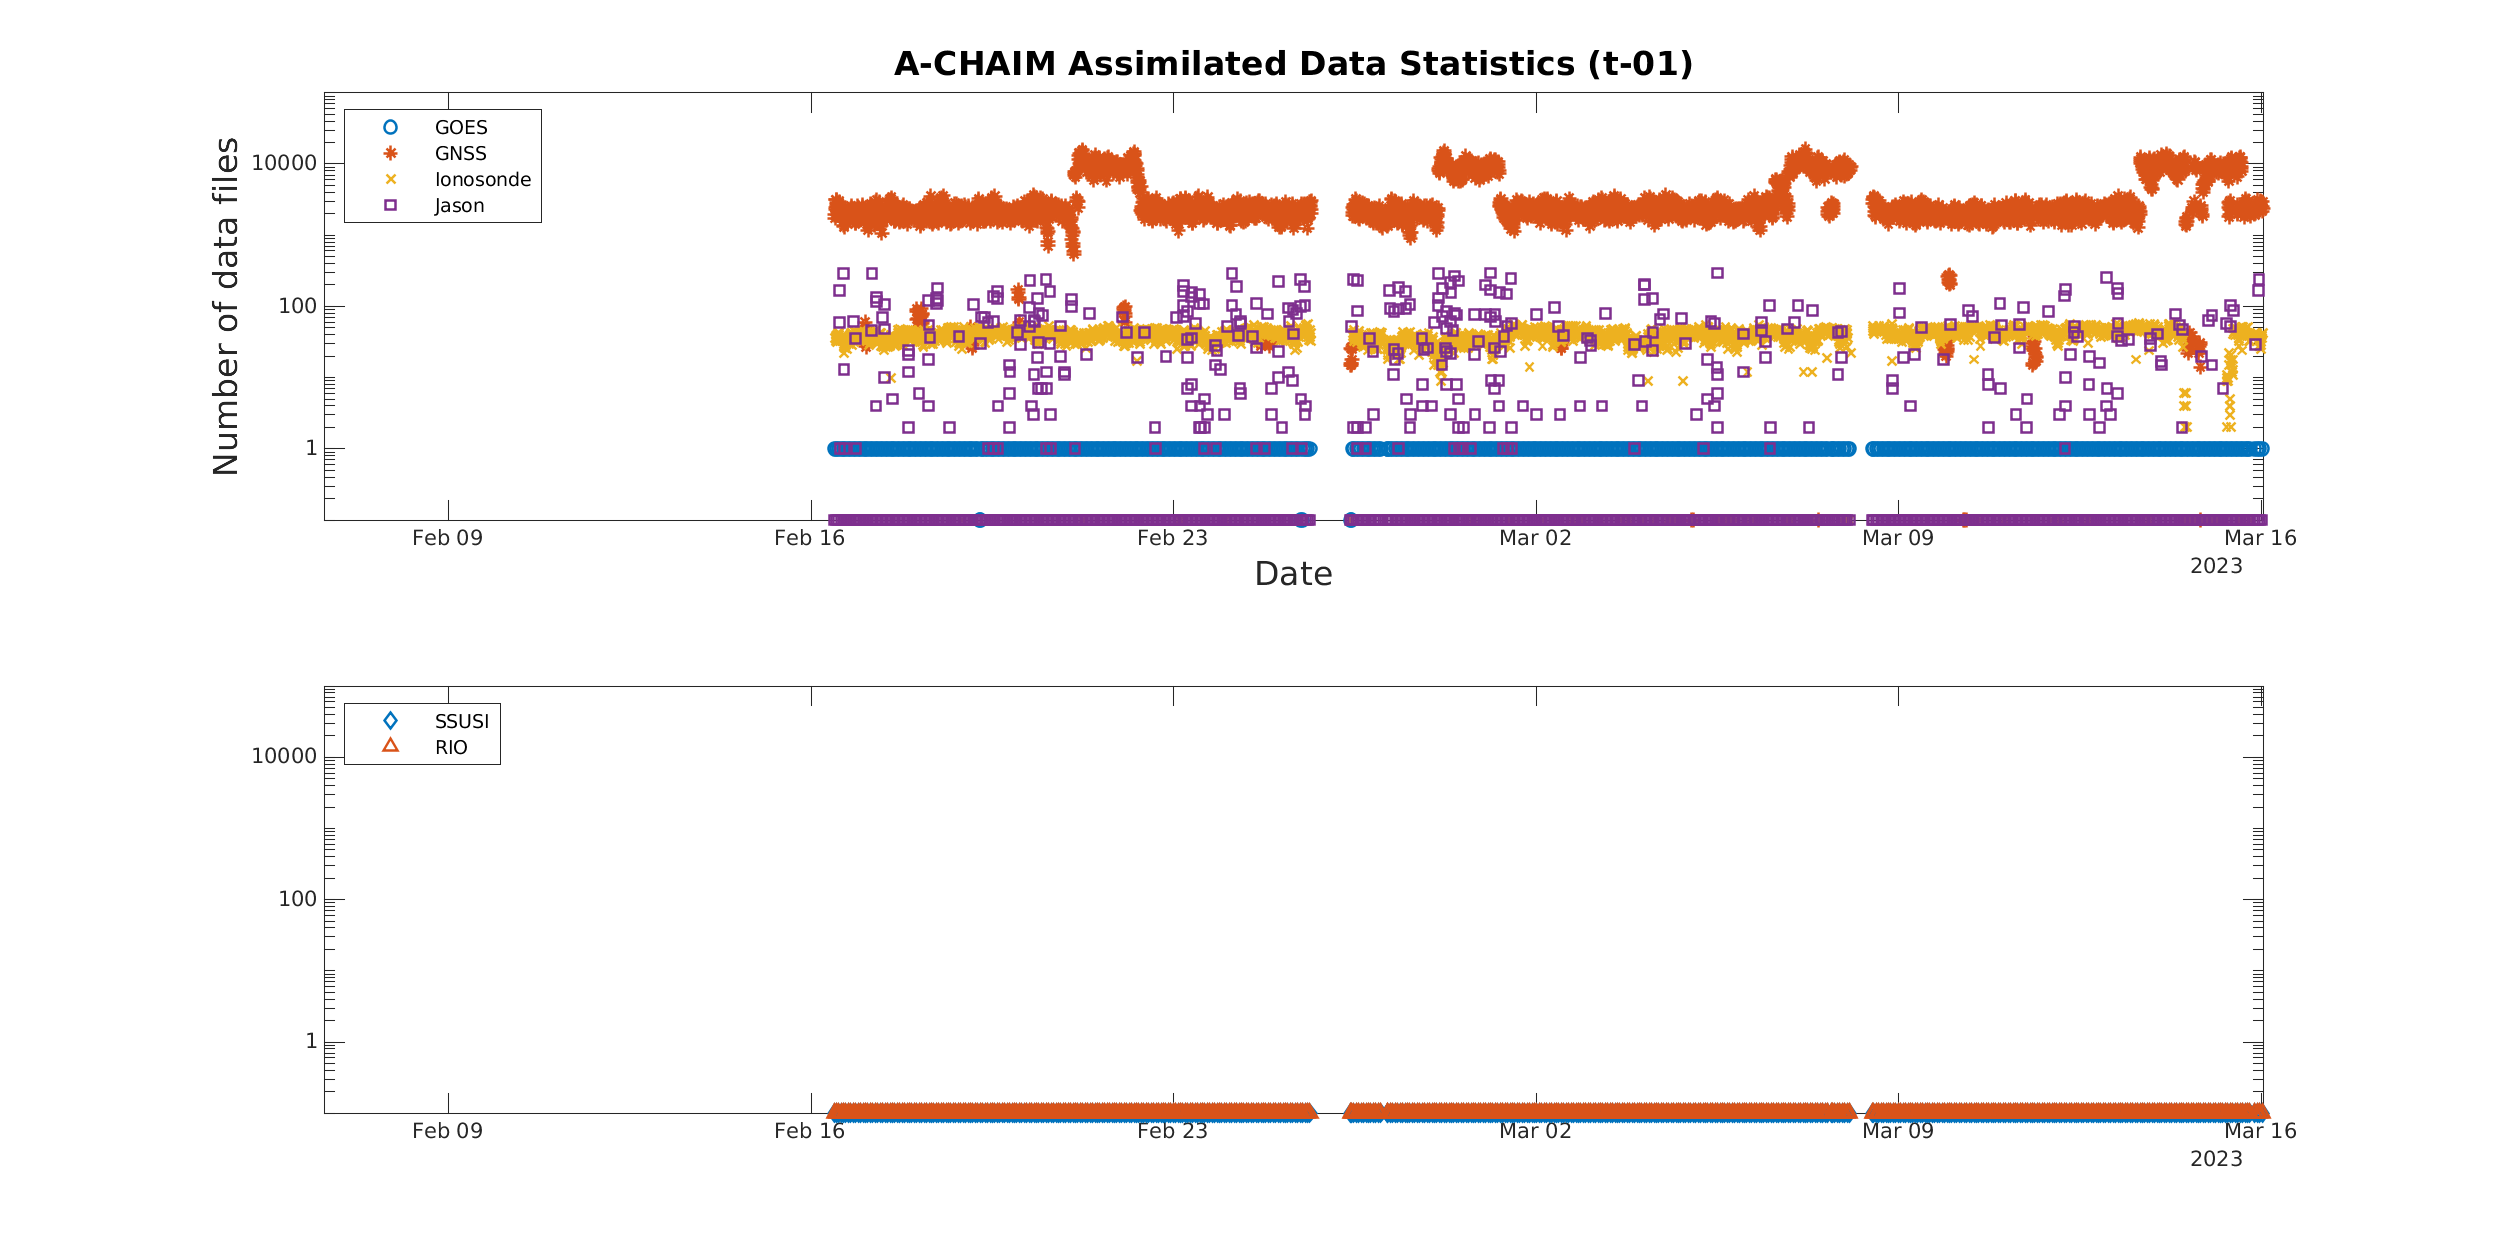 A-CHAIM Assimilated Data Statistics (t-01)
Number of data files
GOES
GNSS
Ionosonde
Jason
10000
100
1
Feb 09
Feb 16
Feb 23
Mar 02
Mar 09
Mar 16
2023
Date
SSUSI
RIO
10000
100
1
Feb 09
Feb 16
Feb 23
Mar 02
Mar 09
Mar 16
2023